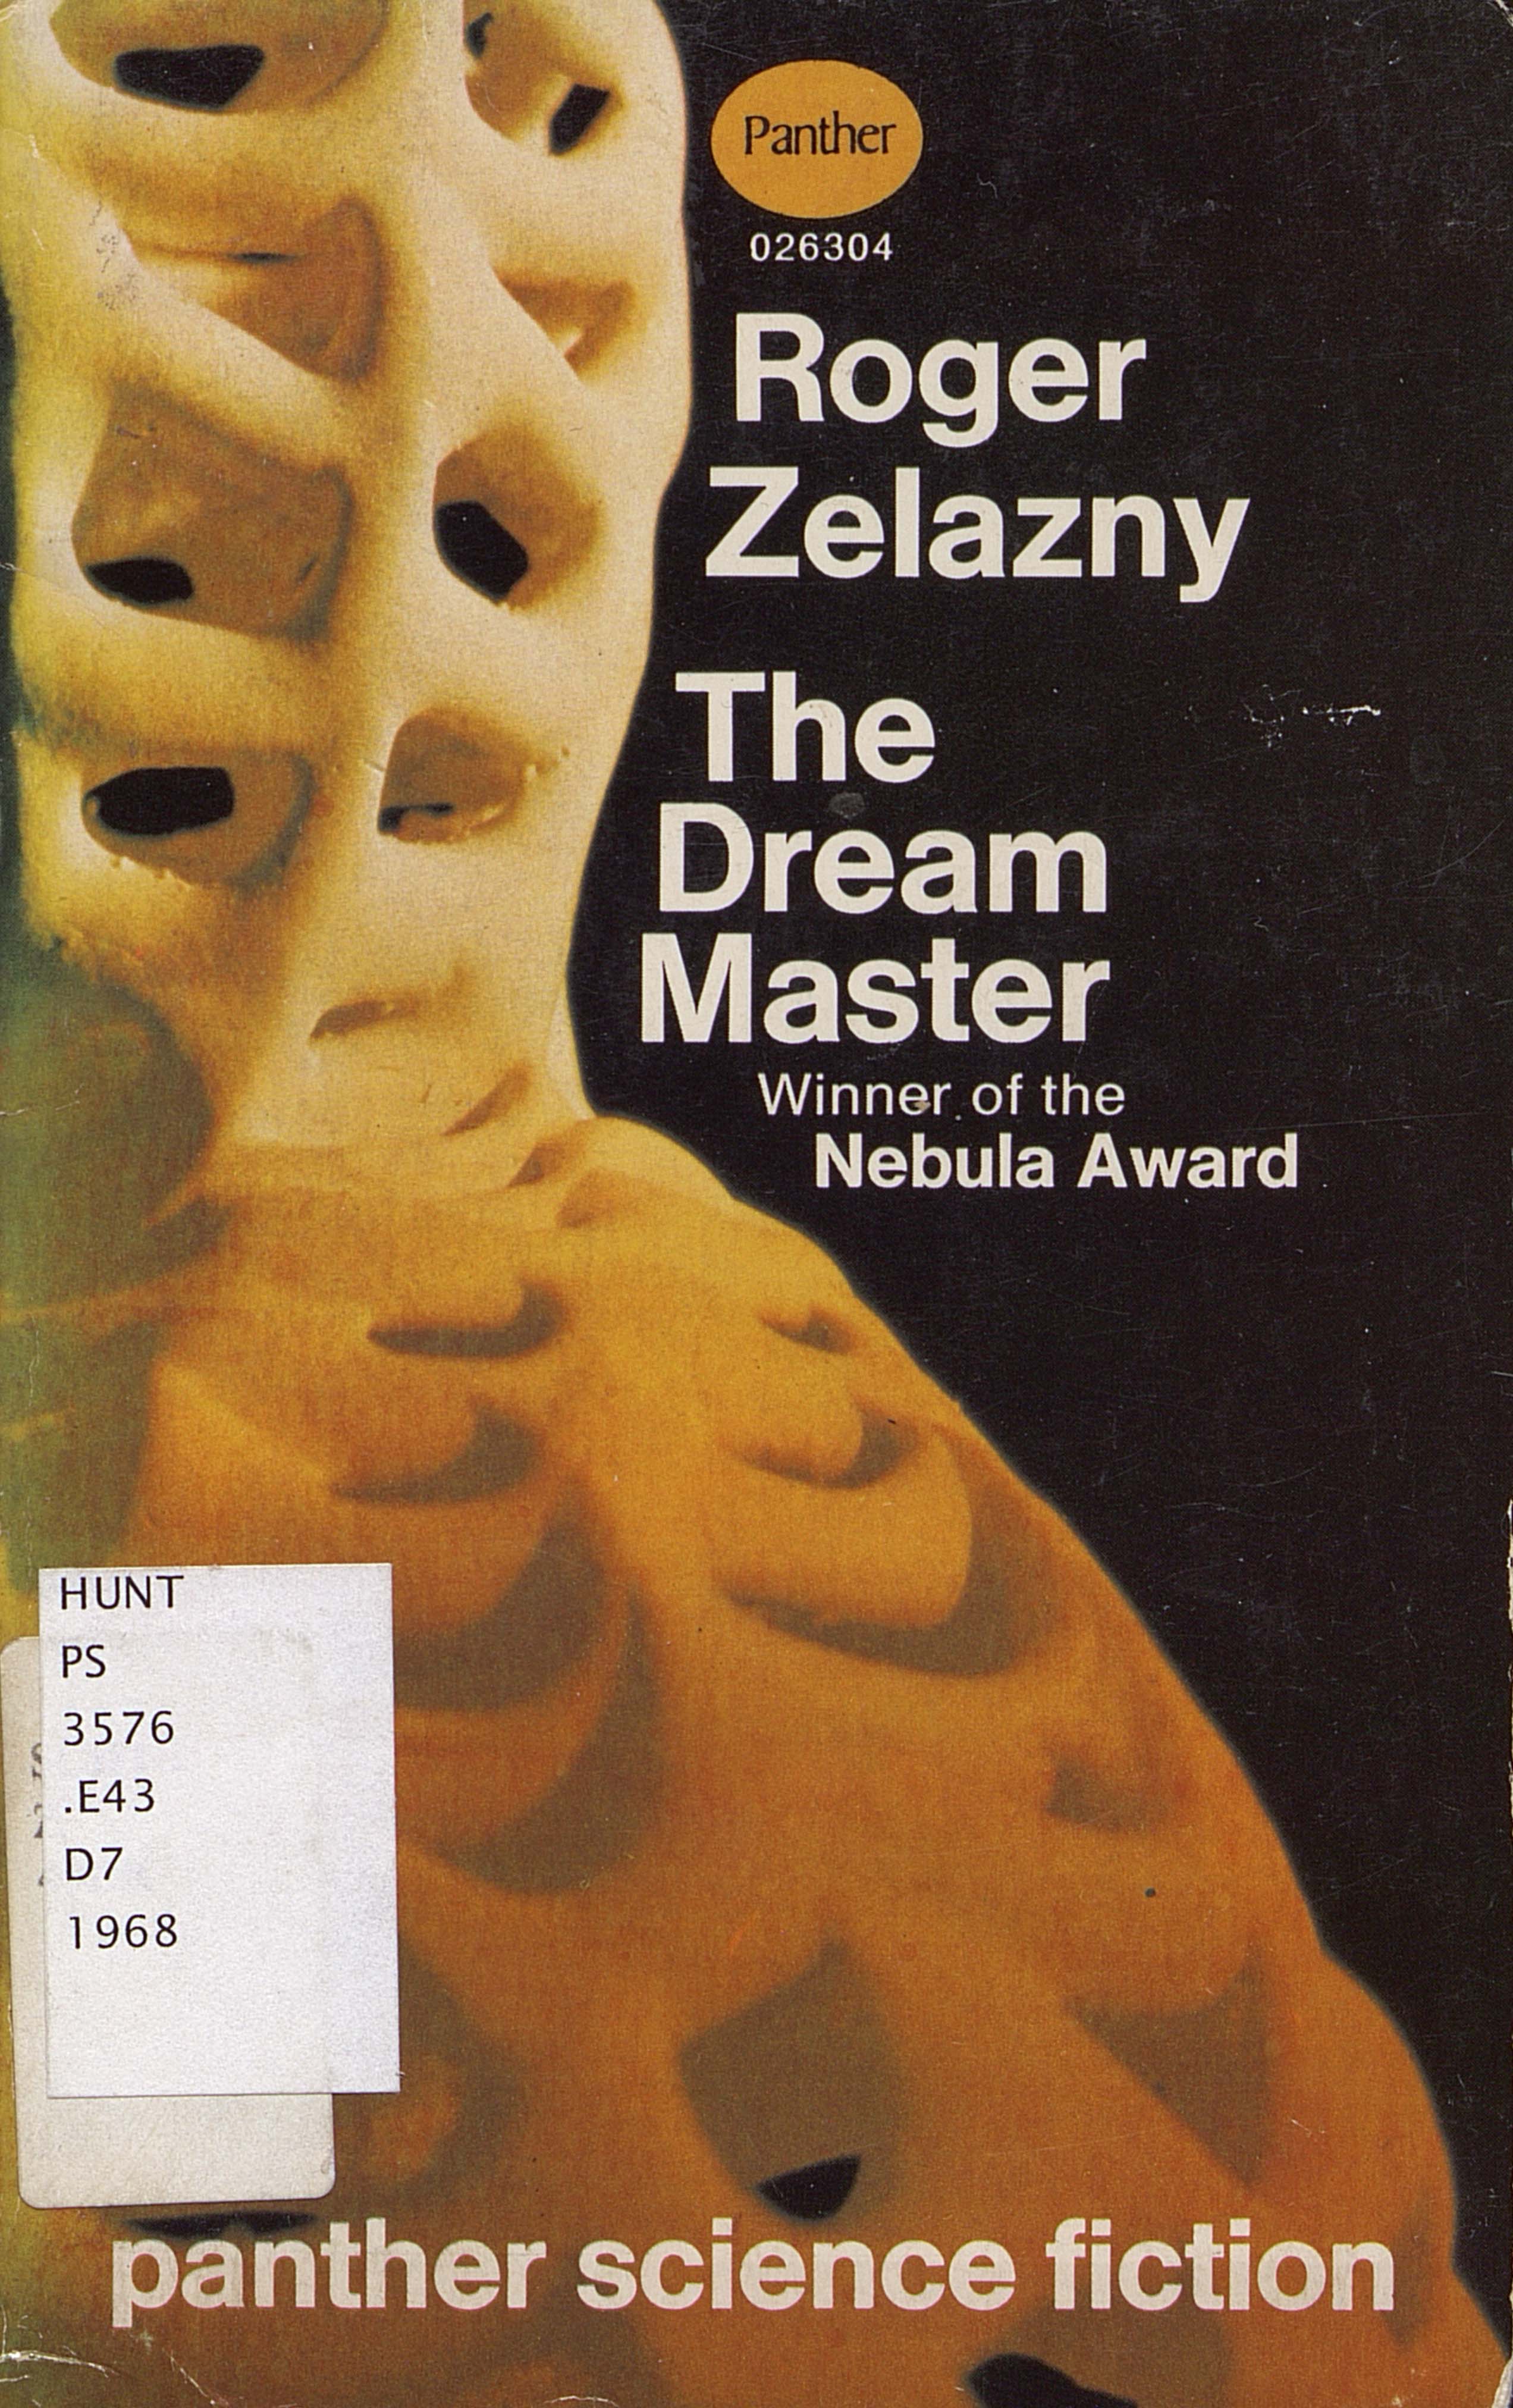 Panther
026304
Roger
Zelazny
The
Dream
Master
Winner of the
Nebula Award
HUNT
PS
3576
.E43
D7
1968
panther science fiction